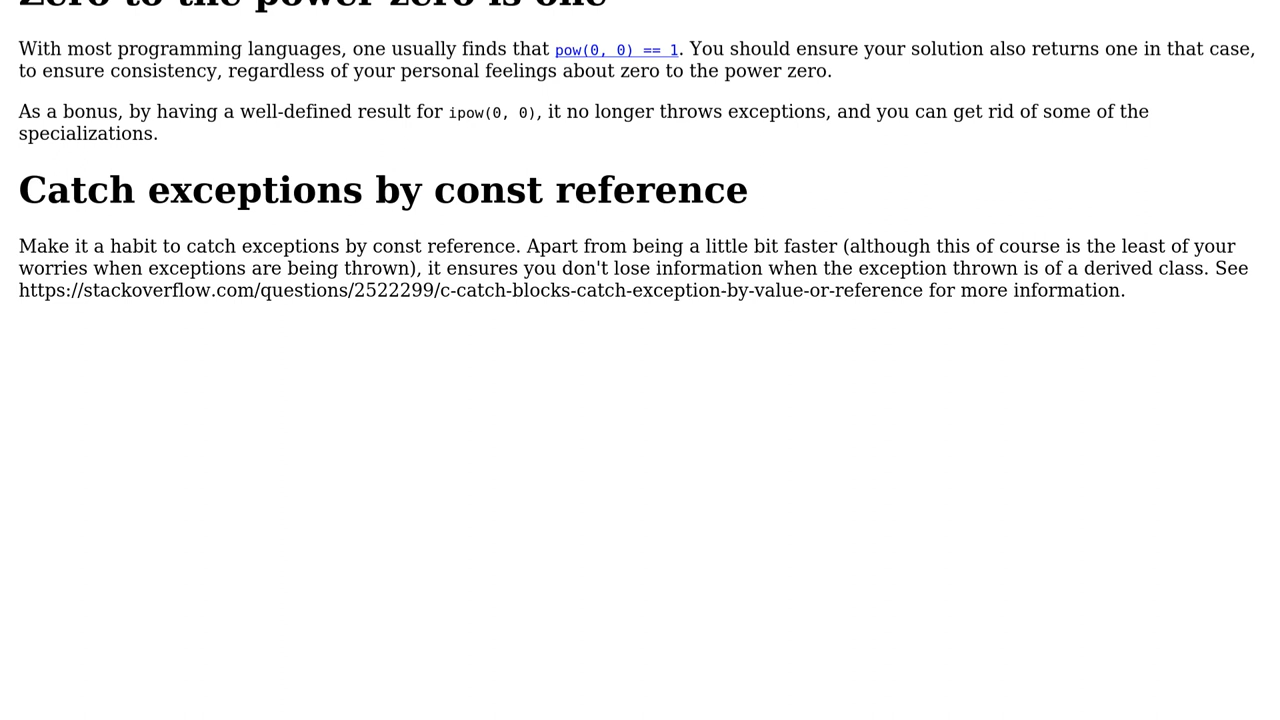 Zero to the power zero is one
With most programming languages, one usually finds that pow(0, 0) == 1. You should ensure your solution also returns one in that case,
to ensure consistency, regardless of your personal feelings about zero to the power zero.
As a bonus, by having a well-defined result for ipow(0, 0), it no longer throws exceptions, and you can get rid of some of the
specializations.
Catch exceptions by const reference
Make it a habit to catch exceptions by const reference. Apart from being a little bit faster (although this of course is the least of your
worries when exceptions are being thrown), it ensures you don't lose information when the exception thrown is of a derived class. See
https://stackoverflow.com/questions/2522299/c-catch-blocks-catch-exception-by-value-or-reference for more information.